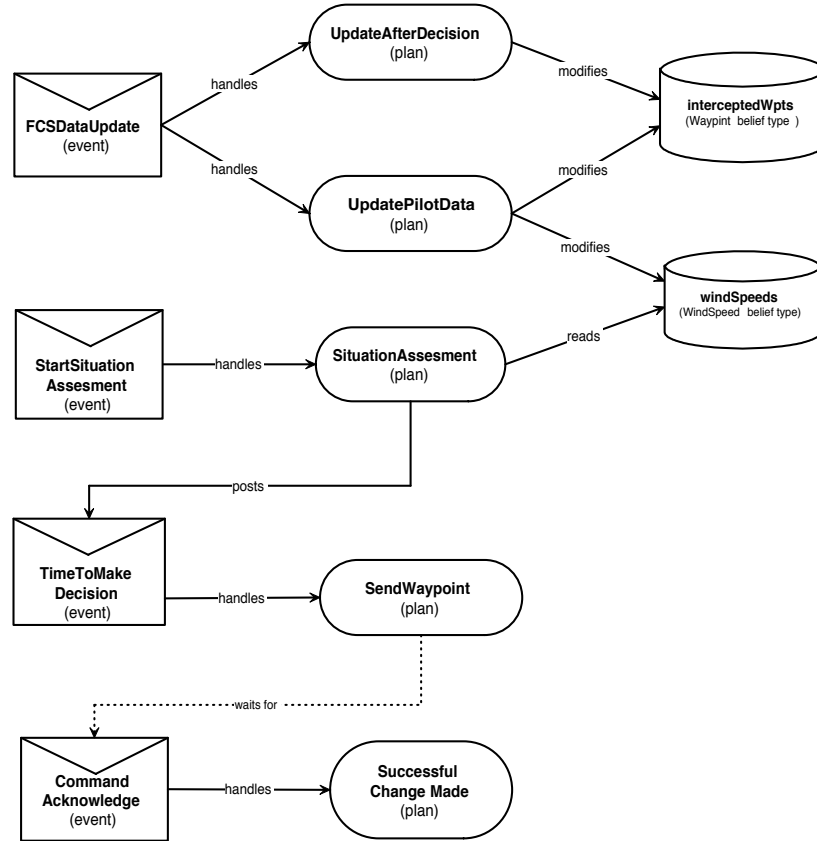 UpdateAfterDecision
(plan)
handles
modifies
FCSDataUpdate
(event)
interceptedWpts
(Waypint belief type )
handles
modifies
UpdatePilotData
(plan)
modifies
windSpeeds
(WindSpeed belief type)
StartSituation
Assesment
(event)
handles
SituationAssesment
(plan)
reads
posts
TimeToMake
Decision
(event)
handles
SendWaypoint
(plan)
waits for
Command
Acknowledge
(event)
handles
Successful
Change Made
(plan)